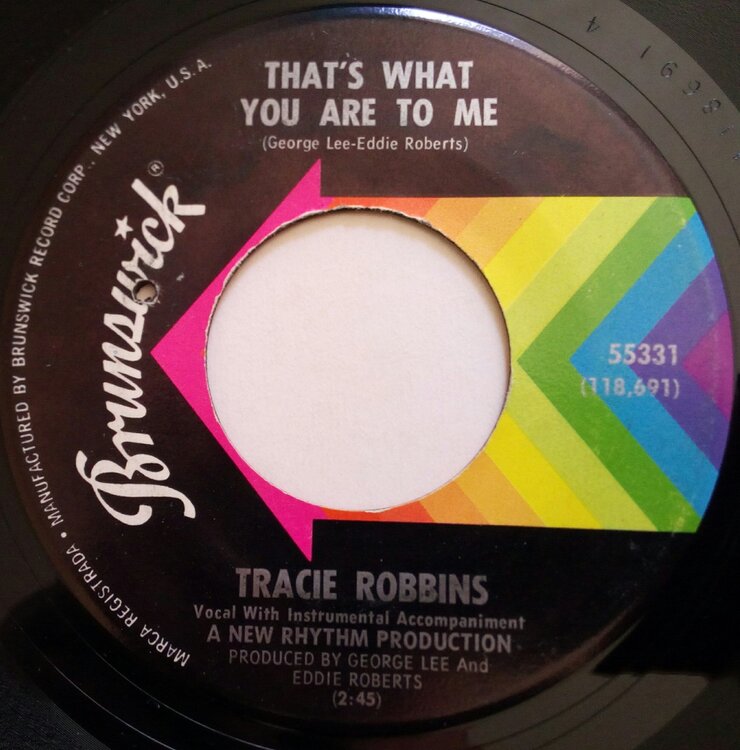 THAT'S WHAT
YOU ARE TO ME
(George Lee-Eddie Roberts)
Brunswick®
MARCA REGISTRADA • MANUFACTURED BY BRUNSWICK RECORD CORP., NEW YORK, U.S.A.
55331
(118,691)
TRACIE ROBBINS
Vocal With Instrumental Accompaniment
A NEW RHYTHM PRODUCTION
PRODUCED BY GEORGE LEE And
EDDIE ROBERTS
(2:45)